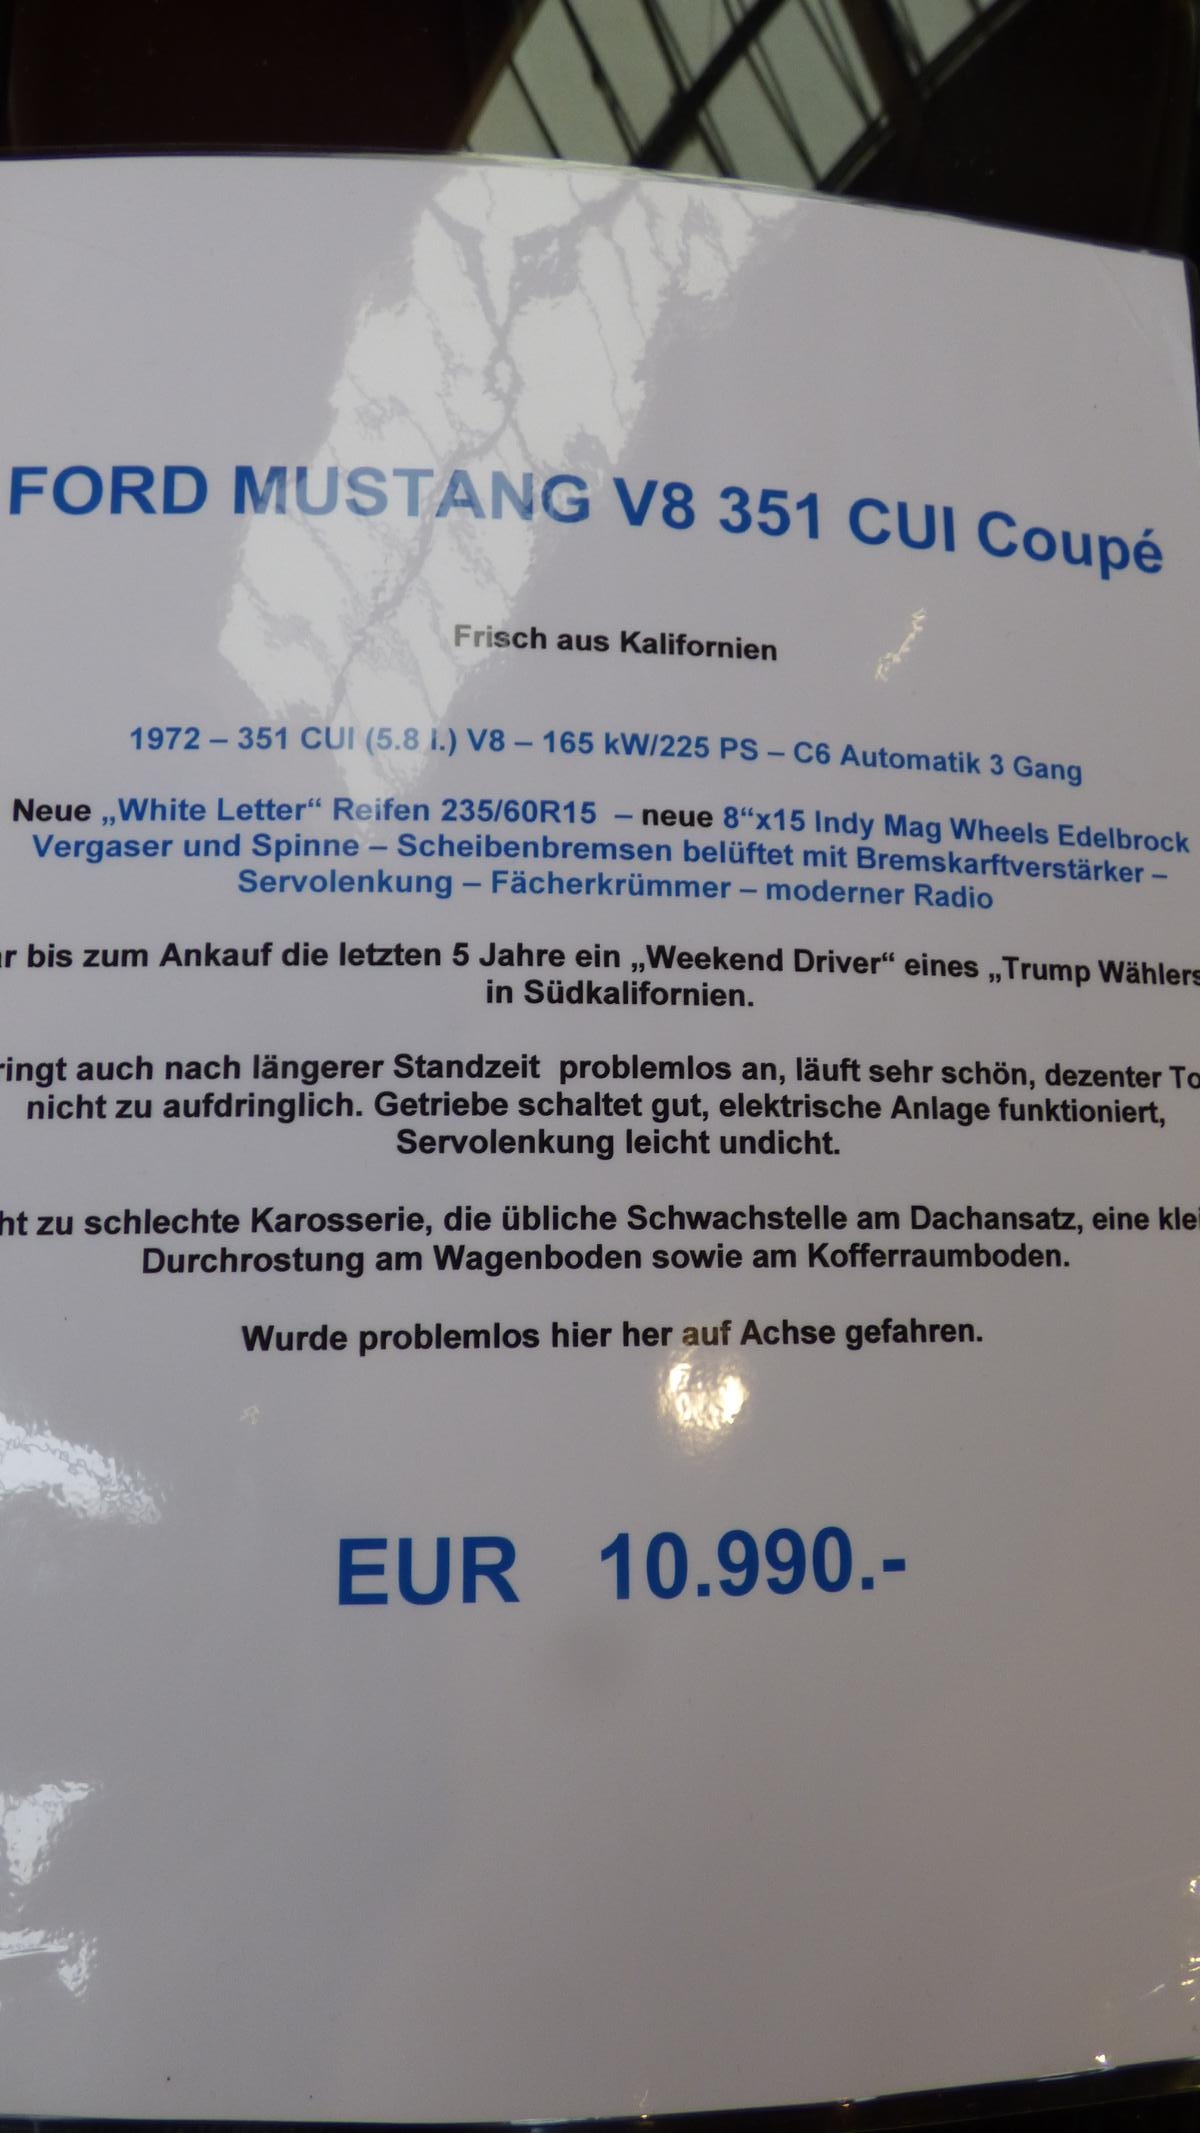 FORD MUSTANG V8 351 CUI Coupé
Frisch aus Kalifornien
1972 – 351 CUI (5.8 l.) V8 – 165 kW/225 PS – C6 Automatik 3 Gang
Neue „White Letter“ Reifen 235/60R15 – neue 8“x15 Indy Mag Wheels Edelbrock
Vergaser und Spinne – Scheibenbremsen belüftet mit Bremskarftverstärker –
Servolenkung – Fächerkrümmer – moderner Radio
bis zum Ankauf die letzten 5 Jahre ein „Weekend Driver“ eines „Trump Wählers
in Südkalifornien.
auch nach längerer Standzeit problemlos an, läuft sehr schön, dezenter
nicht zu aufdringlich. Getriebe schaltet gut, elektrische Anlage funktioniert,
Servolenkung leicht undicht.
zu schlechte Karosserie, die übliche Schwachstelle am Dachansatz, eine
Durchrostung am Wagenboden sowie am Kofferraumboden.
Wurde problemlos hier her auf Achse gefahren.
EUR 10.990.-